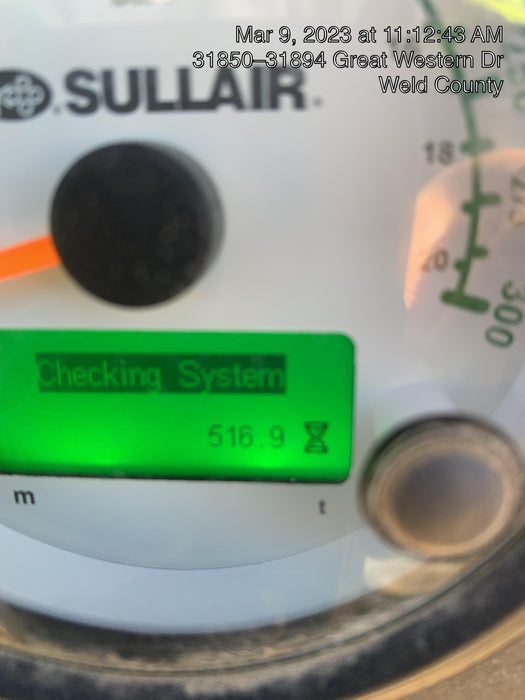 Mar 9, 2023 at 11:12:43 AM
31850–31894 Great Western Dr
Weld County
SULLAIR
18
20
300
Checking System
516.9
m
t